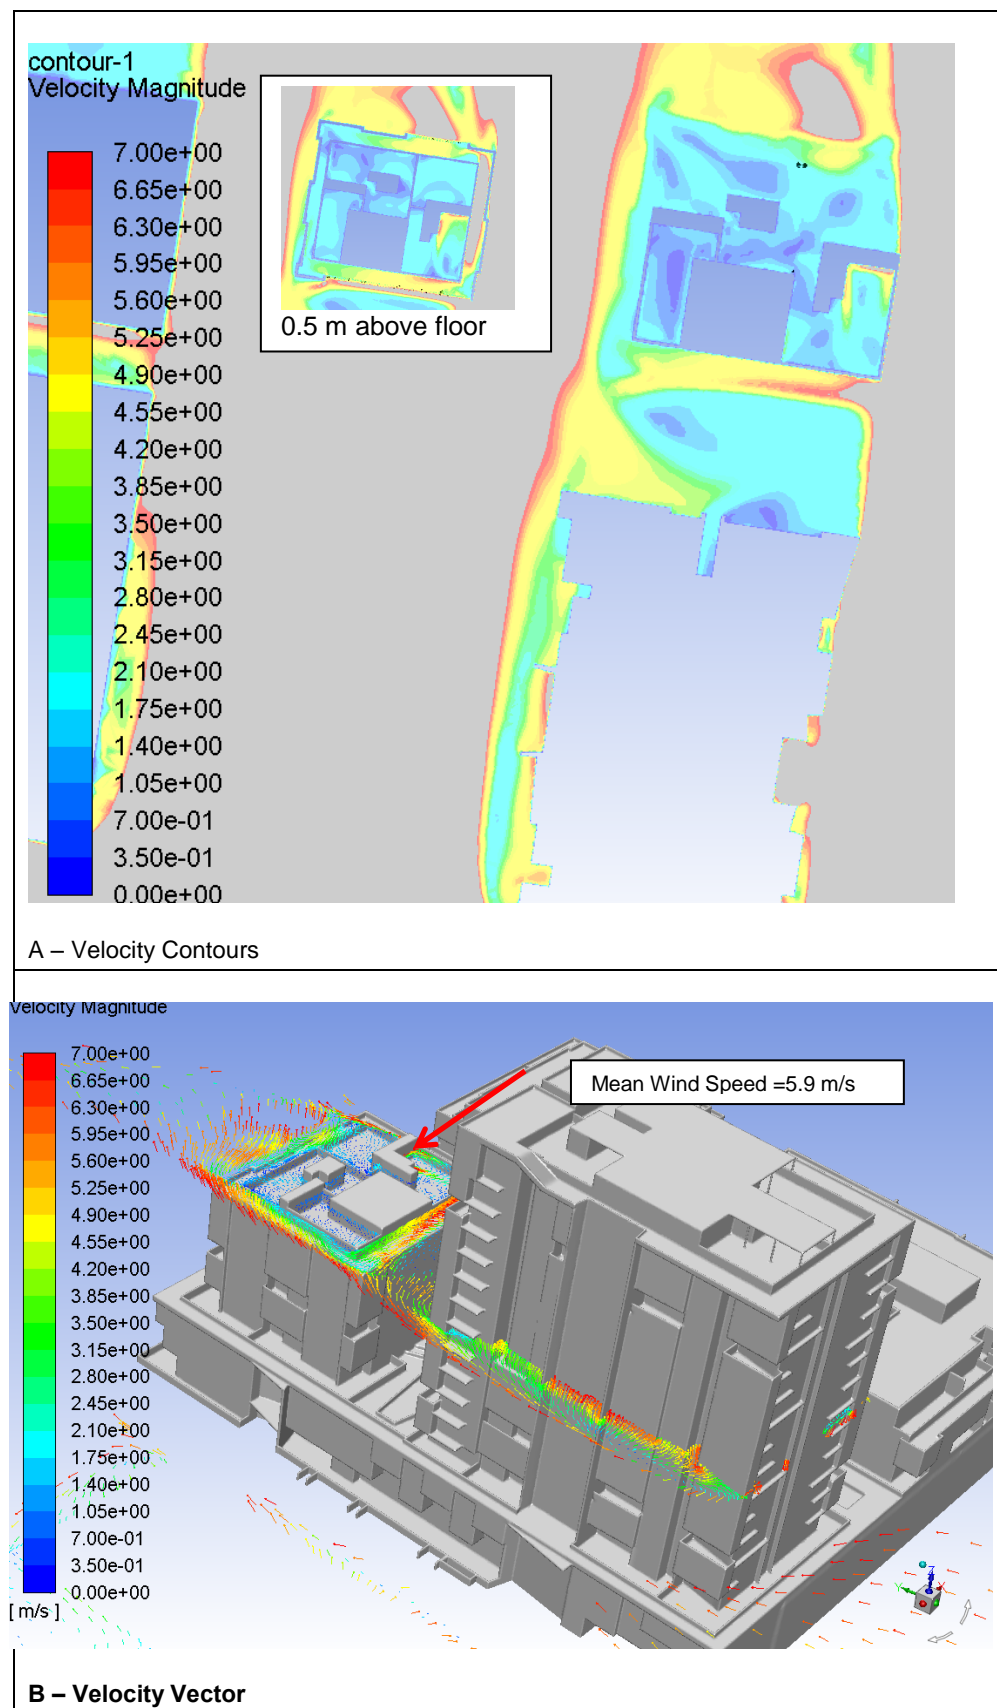 contour-1
Velocity Magnitude
7.00e+00
6.65e+00
6.30e+00
5.95e+00
5.60e+00
5.25e+00
4.90e+00
4.55e+00
4.20e+00
3.85e+00
3.50e+00
3.15e+00
2.80e+00
2.45e+00
2.10e+00
1.75e+00
1.40e+00
1.05e+00
7.00e-01
3.50e-01
0.00e+00
0.5 m above floor
A – Velocity Contours
Velocity Magnitude
7.00e+00
6.65e+00
6.30e+00
5.95e+00
5.60e+00
5.25e+00
4.90e+00
4.55e+00
4.20e+00
3.85e+00
3.50e+00
3.15e+00
2.80e+00
2.45e+00
2.10e+00
1.75e+00
1.40e+00
1.05e+00
7.00e-01
3.50e-01
0.00e+00
[ m/s ]
Mean Wind Speed =5.9 m/s
B – Velocity Vector